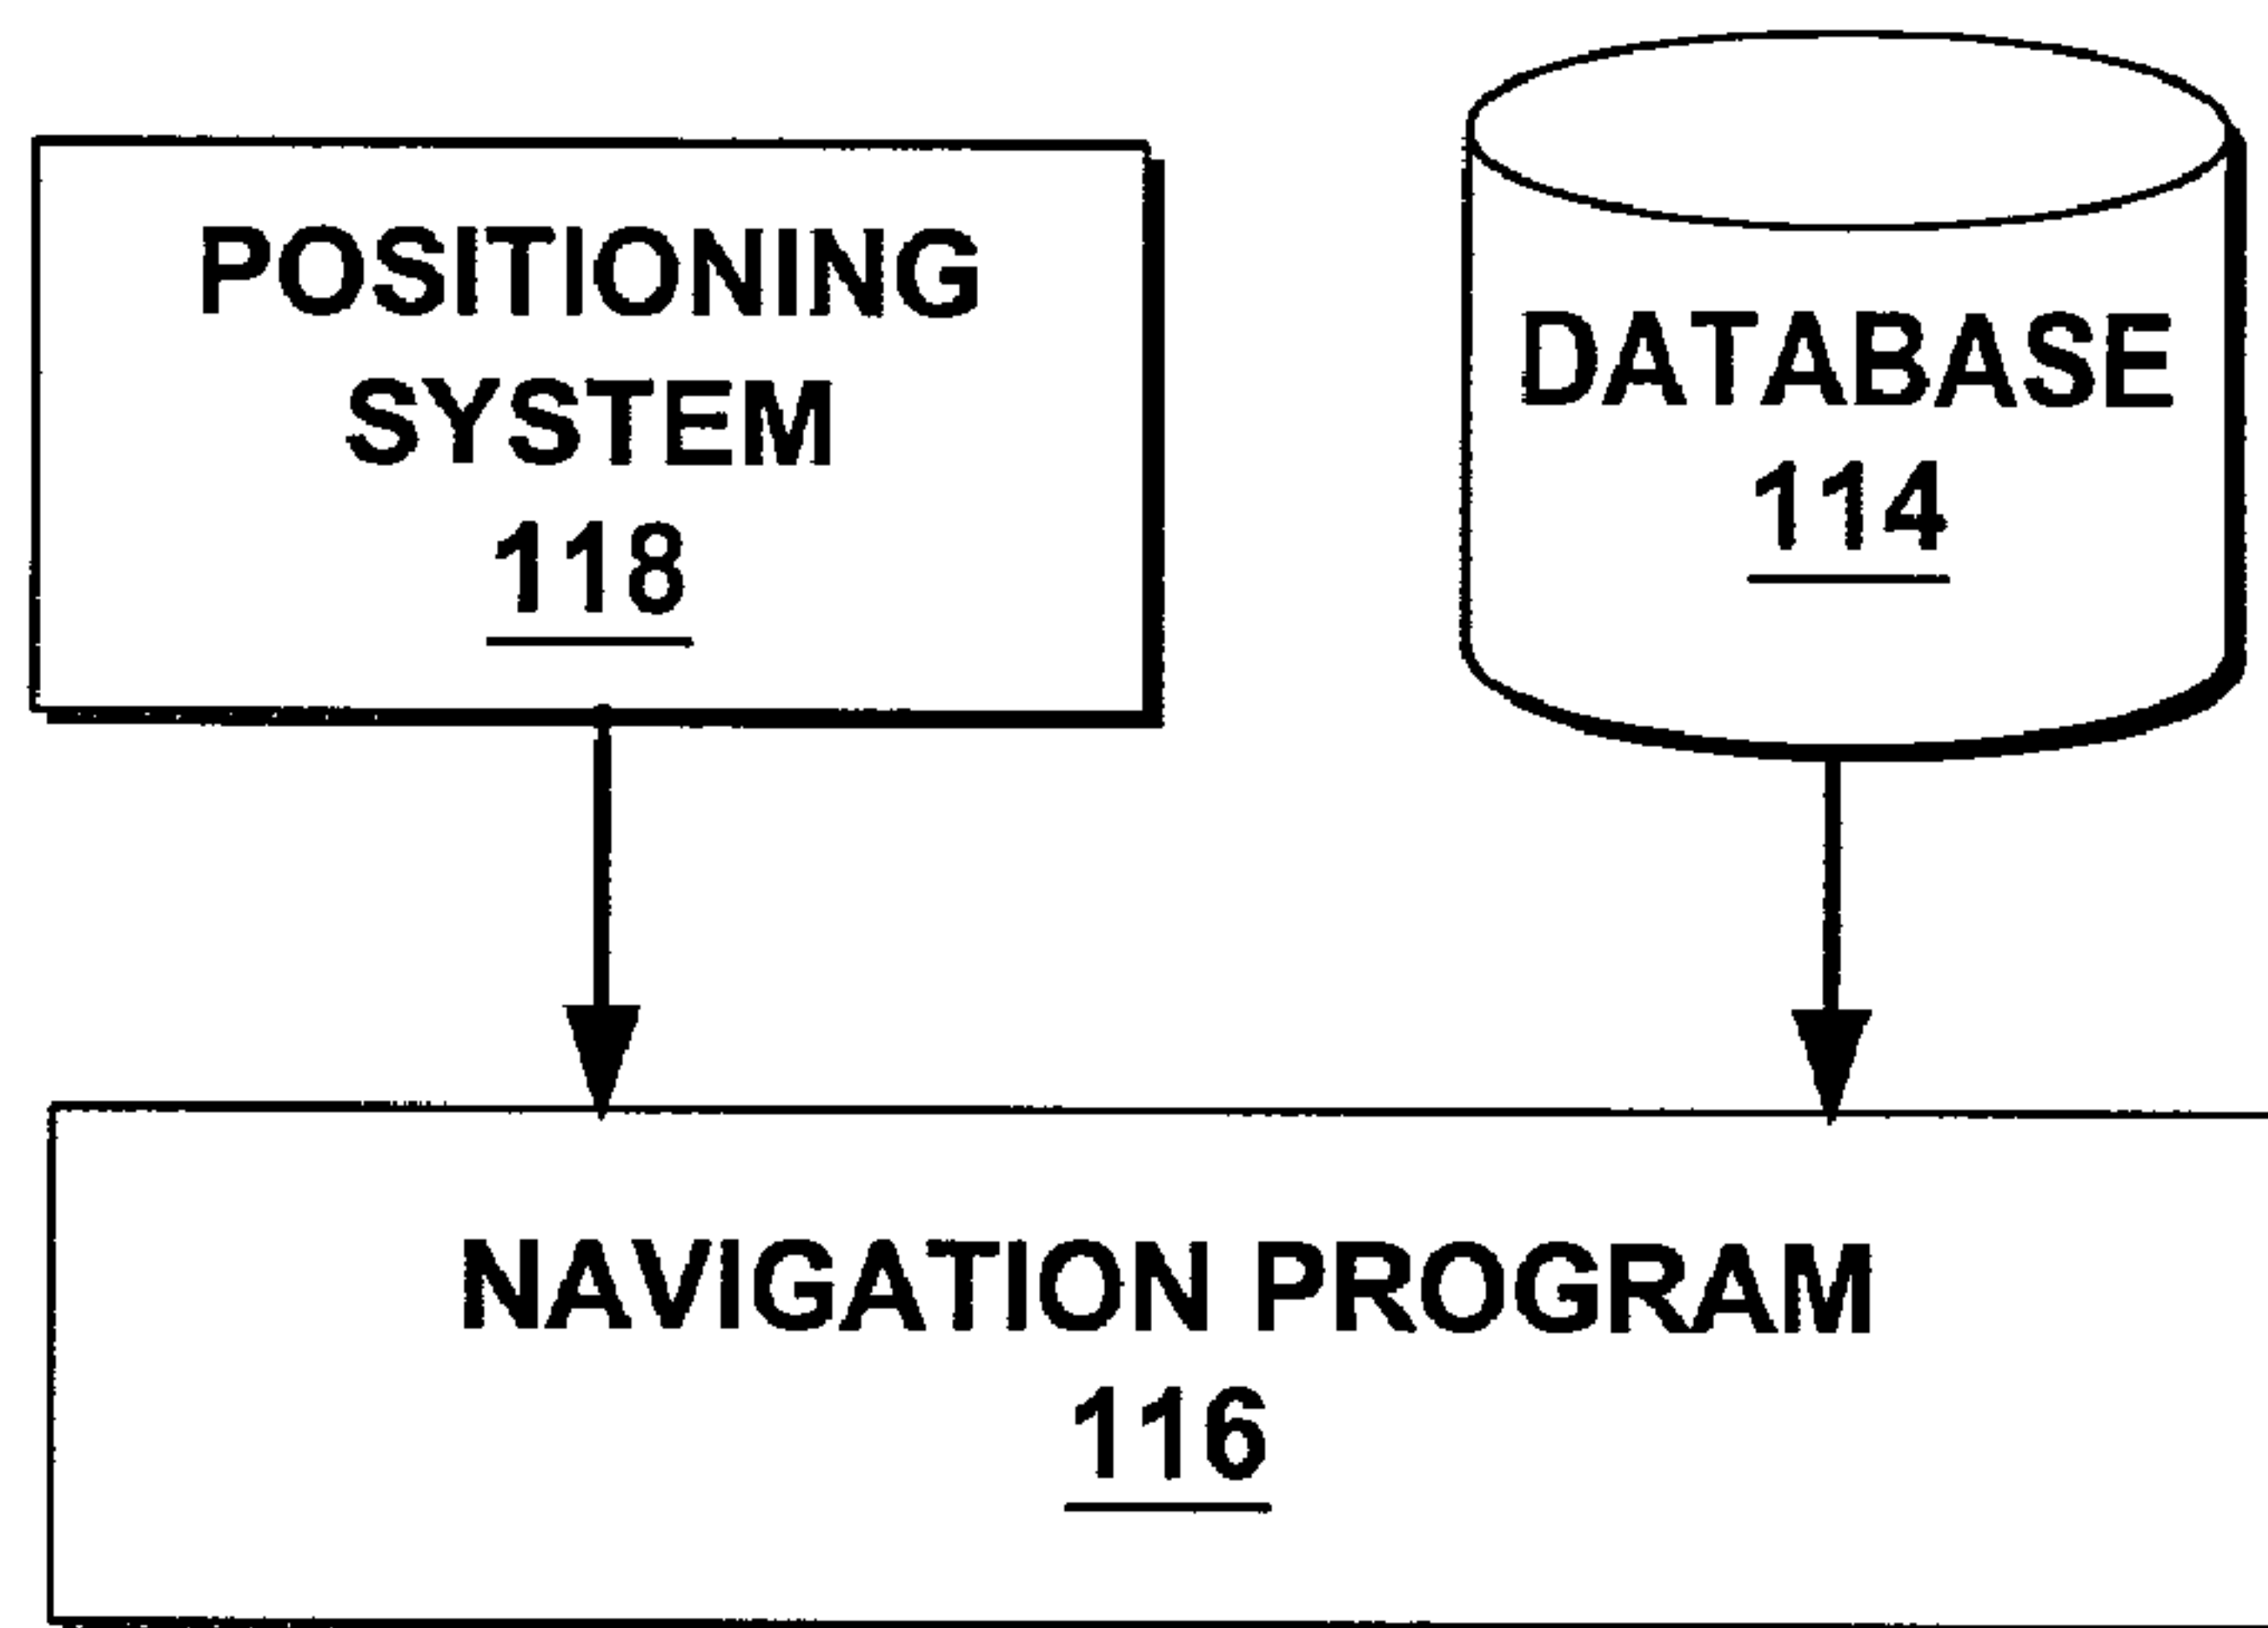 POSITIONING
SYSTEM
118
DATABASE
114
NAVIGATION PROGRAM
116